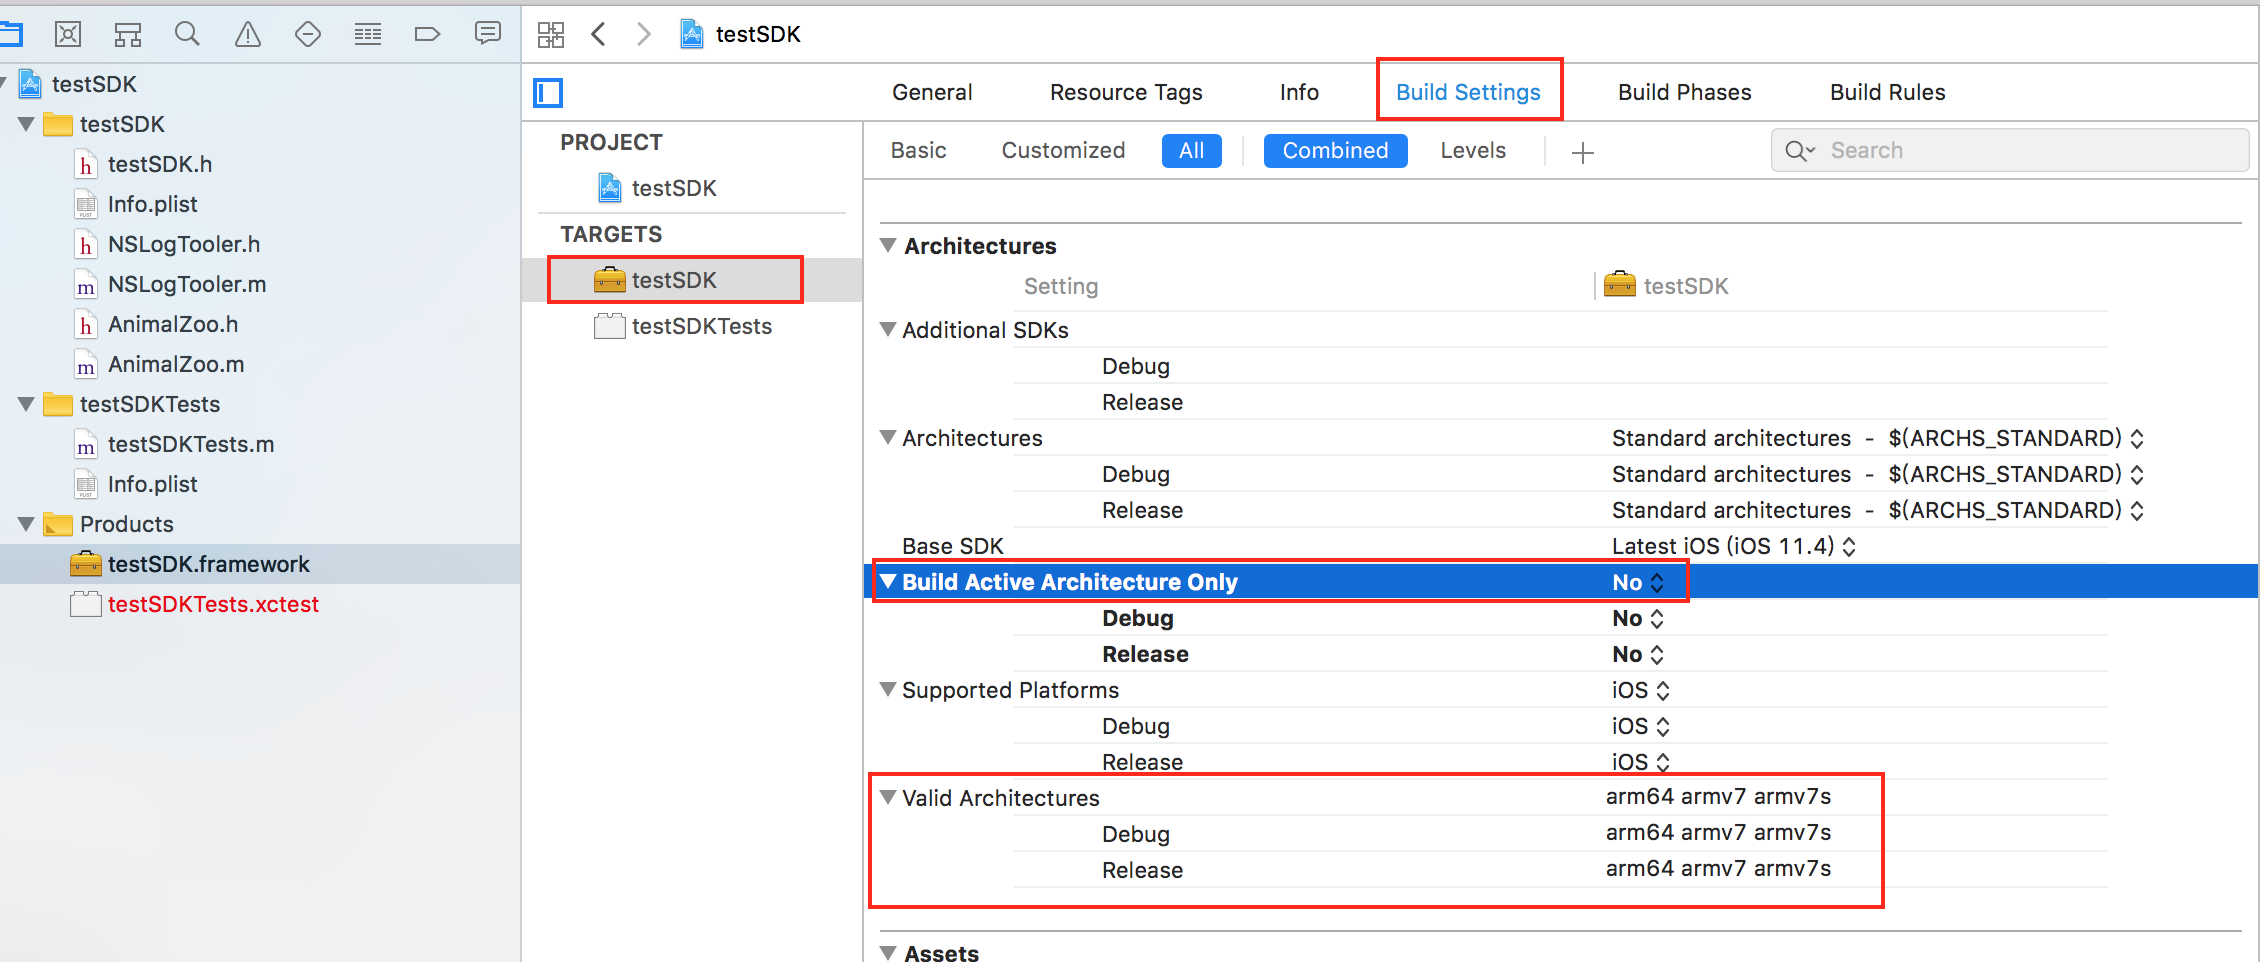 testSDK
testSDK
testSDK
testSDK.h
Info.plist
NSLogTooler.h
NSLogTooler.m
AnimalZoo.h
AnimalZoo.m
testSDKTests
testSDKTests.m
Info.plist
Products
testSDK.framework
testSDKTests.xctest
General Resource Tags Info Build Settings Build Phases Build Rules
PROJECT
testSDK
TARGETS
testSDK
testSDKTests
Basic Customized All Combined Levels + Search
Architectures
Setting testSDK
Additional SDKs
Debug
Release
Architectures Standard architectures - $(ARCHS_STANDARD)
Debug Standard architectures - $(ARCHS_STANDARD)
Release Standard architectures - $(ARCHS_STANDARD)
Base SDK Latest iOS (iOS 11.4)
Build Active Architecture Only No
Debug No
Release No
Supported Platforms iOS
Debug iOS
Release iOS
Valid Architectures arm64 armv7 armv7s
Debug arm64 armv7 armv7s
Release arm64 armv7 armv7s
Assets